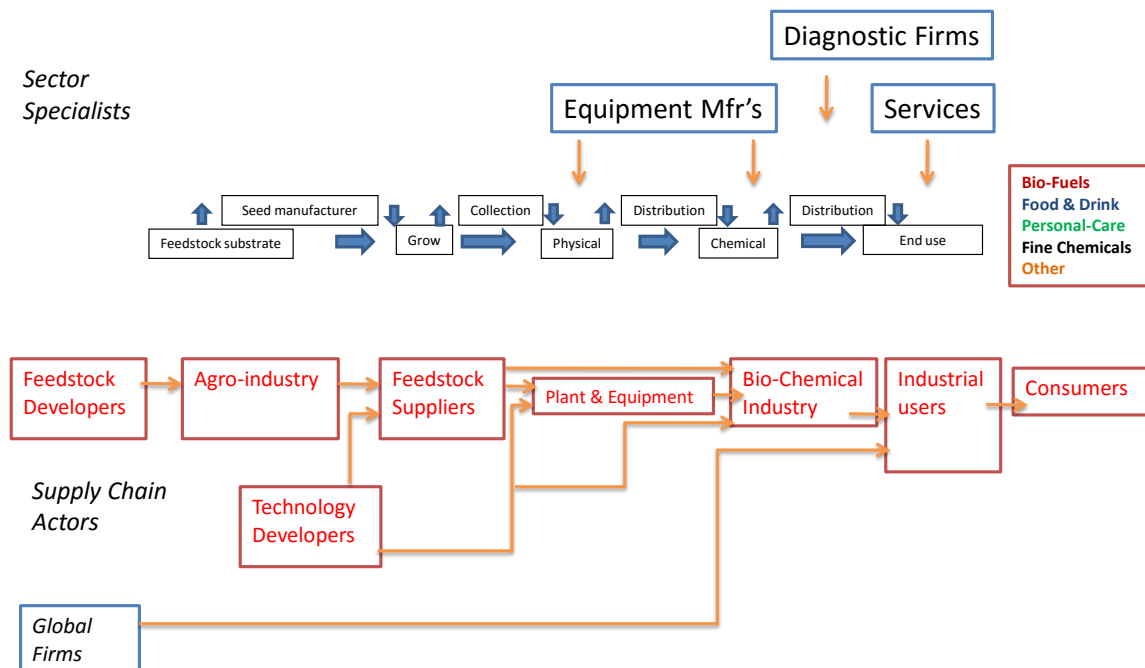 Diagnostic Firms
Sector
Specialists
Equipment Mfr's
Services
Bio-Fuels
Food & Drink
Personal-Care
Fine Chemicals
Other
Seed manufacturer
Collection
Distribution
Distribution
Feedstock substrate
Grow
Physical
Chemical
End use
Feedstock
Developers
Agro-industry
Feedstock
Suppliers
Plant & Equipment
Bio-Chemical
Industry
Industrial
users
Consumers
Supply Chain
Actors
Technology
Developers
Global
Firms